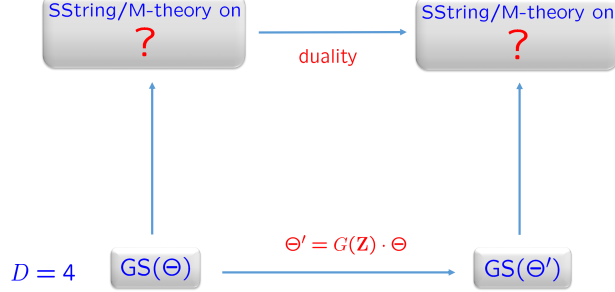 SString/M-theory on
?
duality
SString/M-theory on
?
Θ′ = G(Z) · Θ
D = 4
GS(Θ)
GS(Θ′)